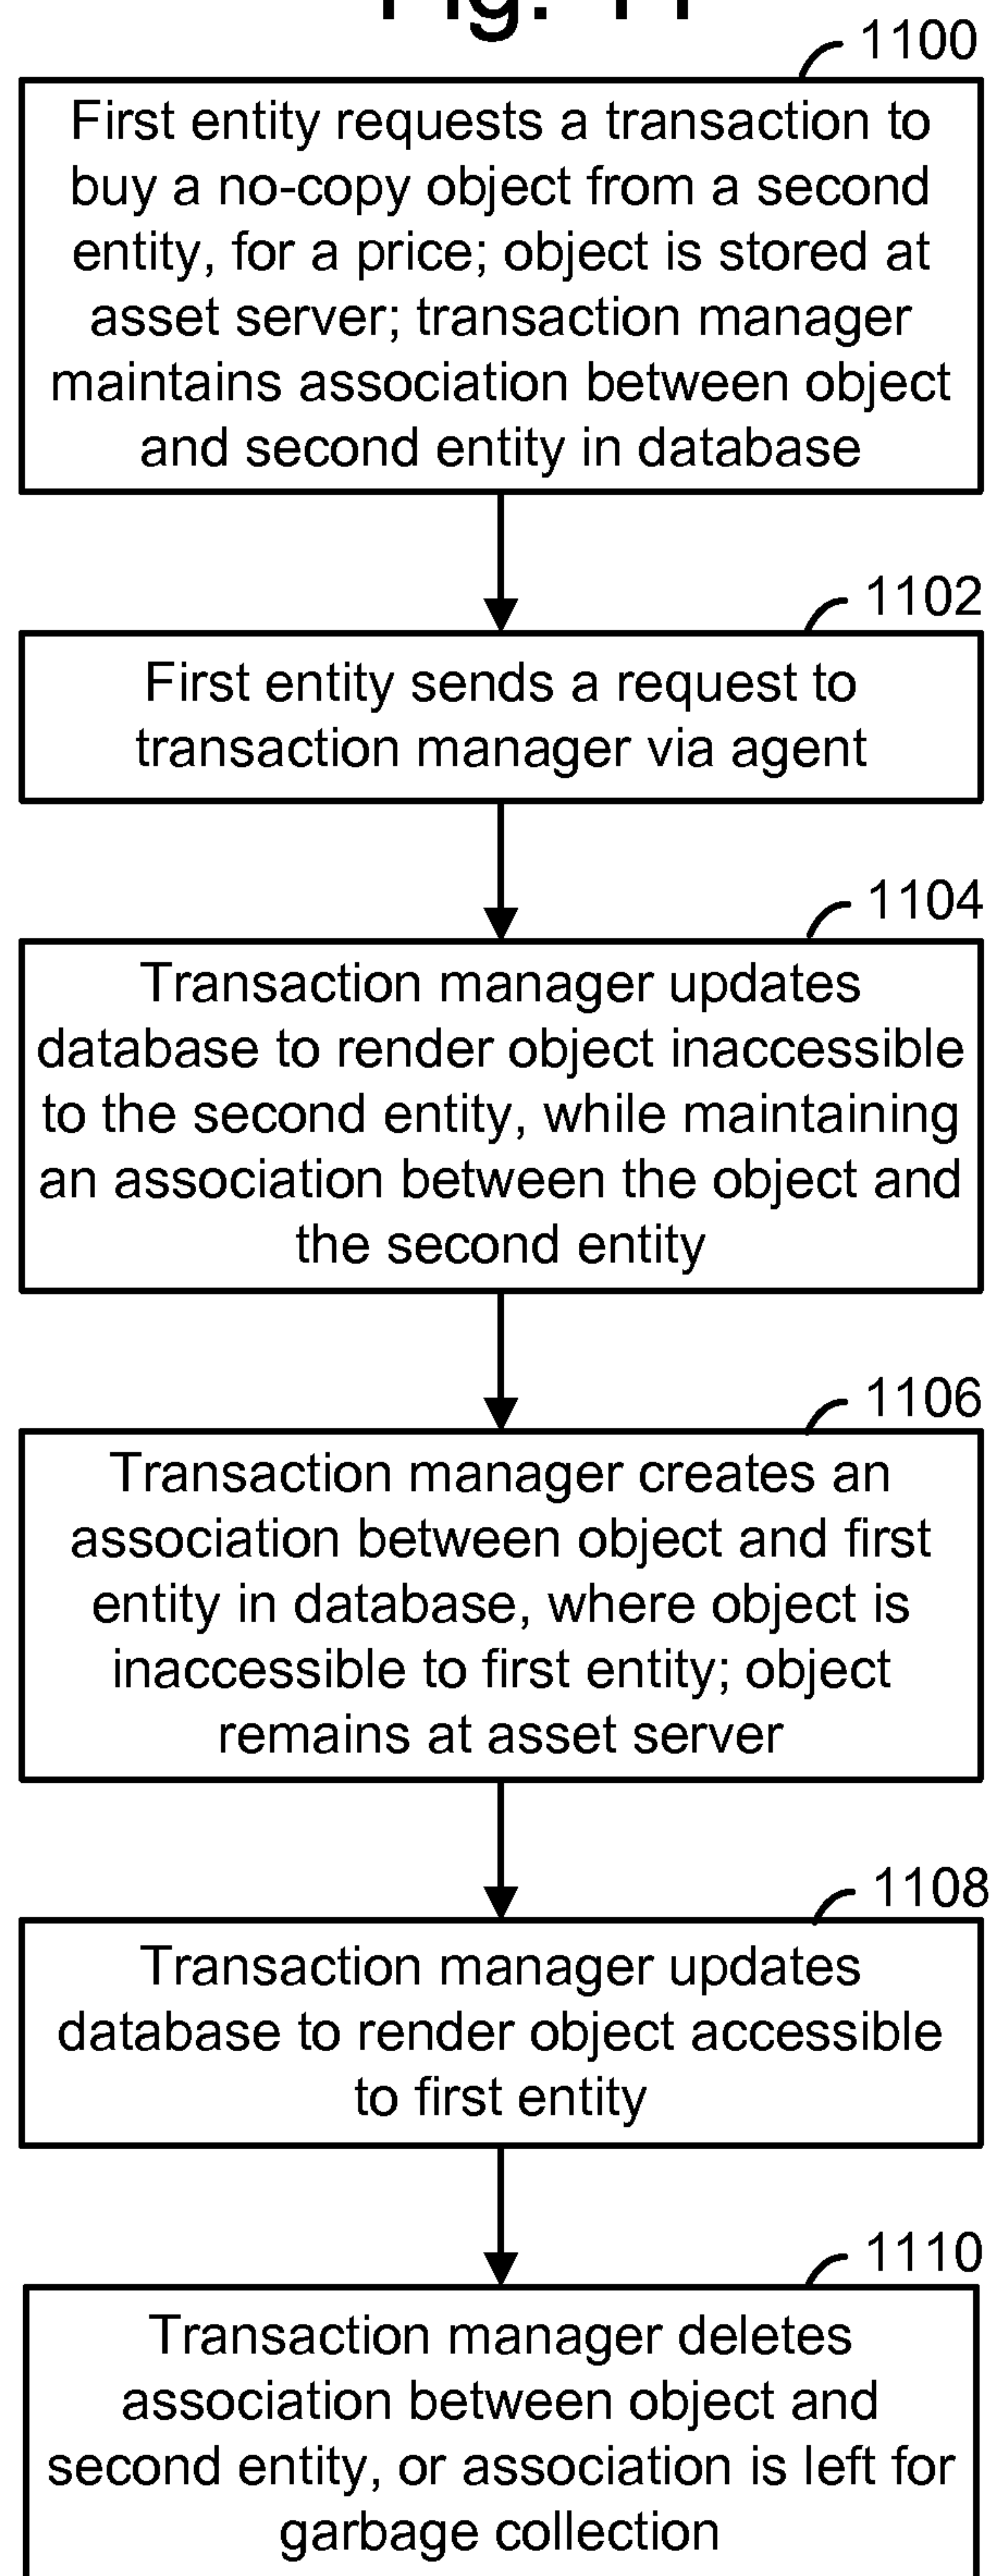 Fig. 11
1100
First entity requests a transaction to
buy a no-copy object from a second
entity, for a price; object is stored at
asset server; transaction manager
maintains association between object
and second entity in database
1102
First entity sends a request to
transaction manager via agent
1104
Transaction manager updates
database to render object inaccessible
to the second entity, while maintaining
an association between the object and
the second entity
1106
Transaction manager creates an
association between object and first
entity in database, where object is
inaccessible to first entity; object
remains at asset server
1108
Transaction manager updates
database to render object accessible
to first entity
1110
Transaction manager deletes
association between object and
second entity, or association is left for
garbage collection